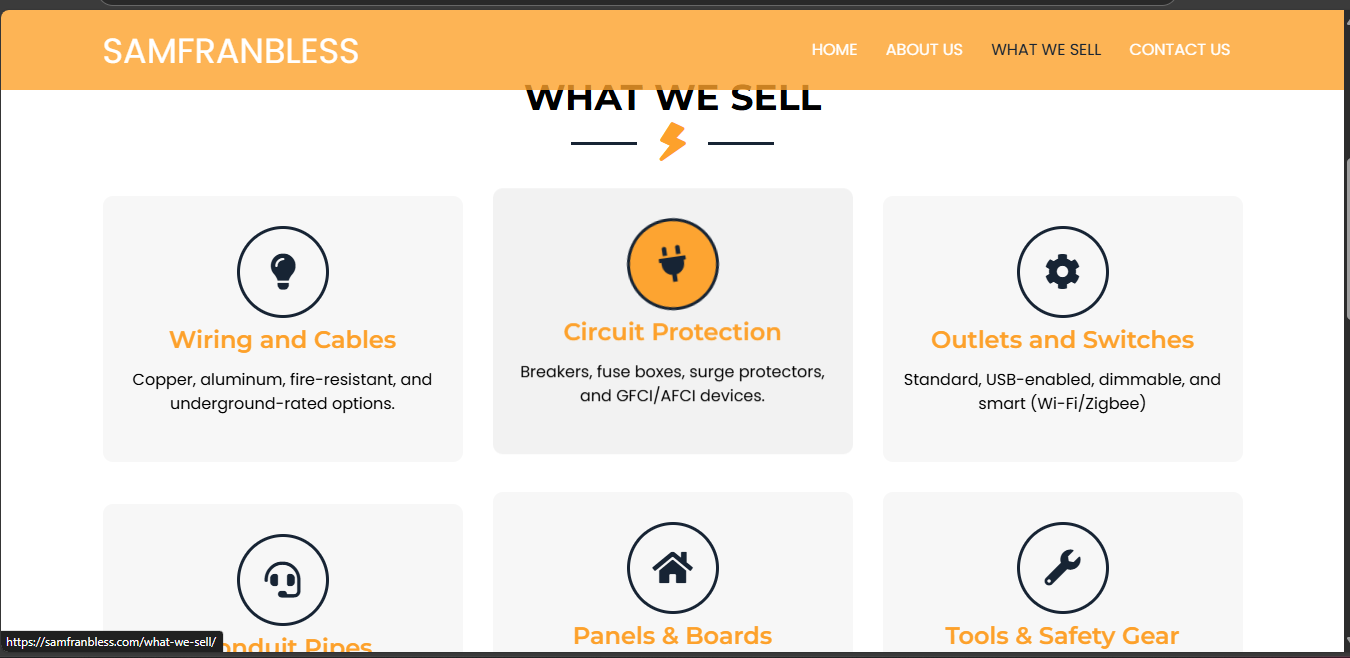 SAMFRANBLESS
HOME ABOUT US WHAT WE SELL CONTACT US
WHAT WE SELL
Wiring and Cables
Copper, aluminum, fire-resistant, and
underground-rated options.
Circuit Protection
Breakers, fuse boxes, surge protectors,
and GFCI/AFCI devices.
Outlets and Switches
Standard, USB-enabled, dimmable, and
smart (Wi-Fi/Zigbee)
onduit Pipes
Panels & Boards
Tools & Safety Gear
https://samfranbless.com/what-we-sell/